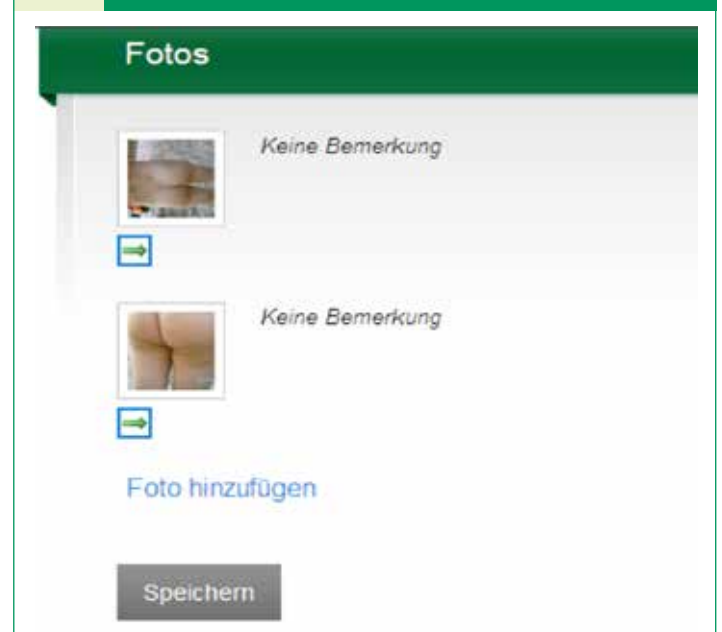 Fotos
Keine Bemerkung
Keine Bemerkung
Foto hinzufügen
Speichern